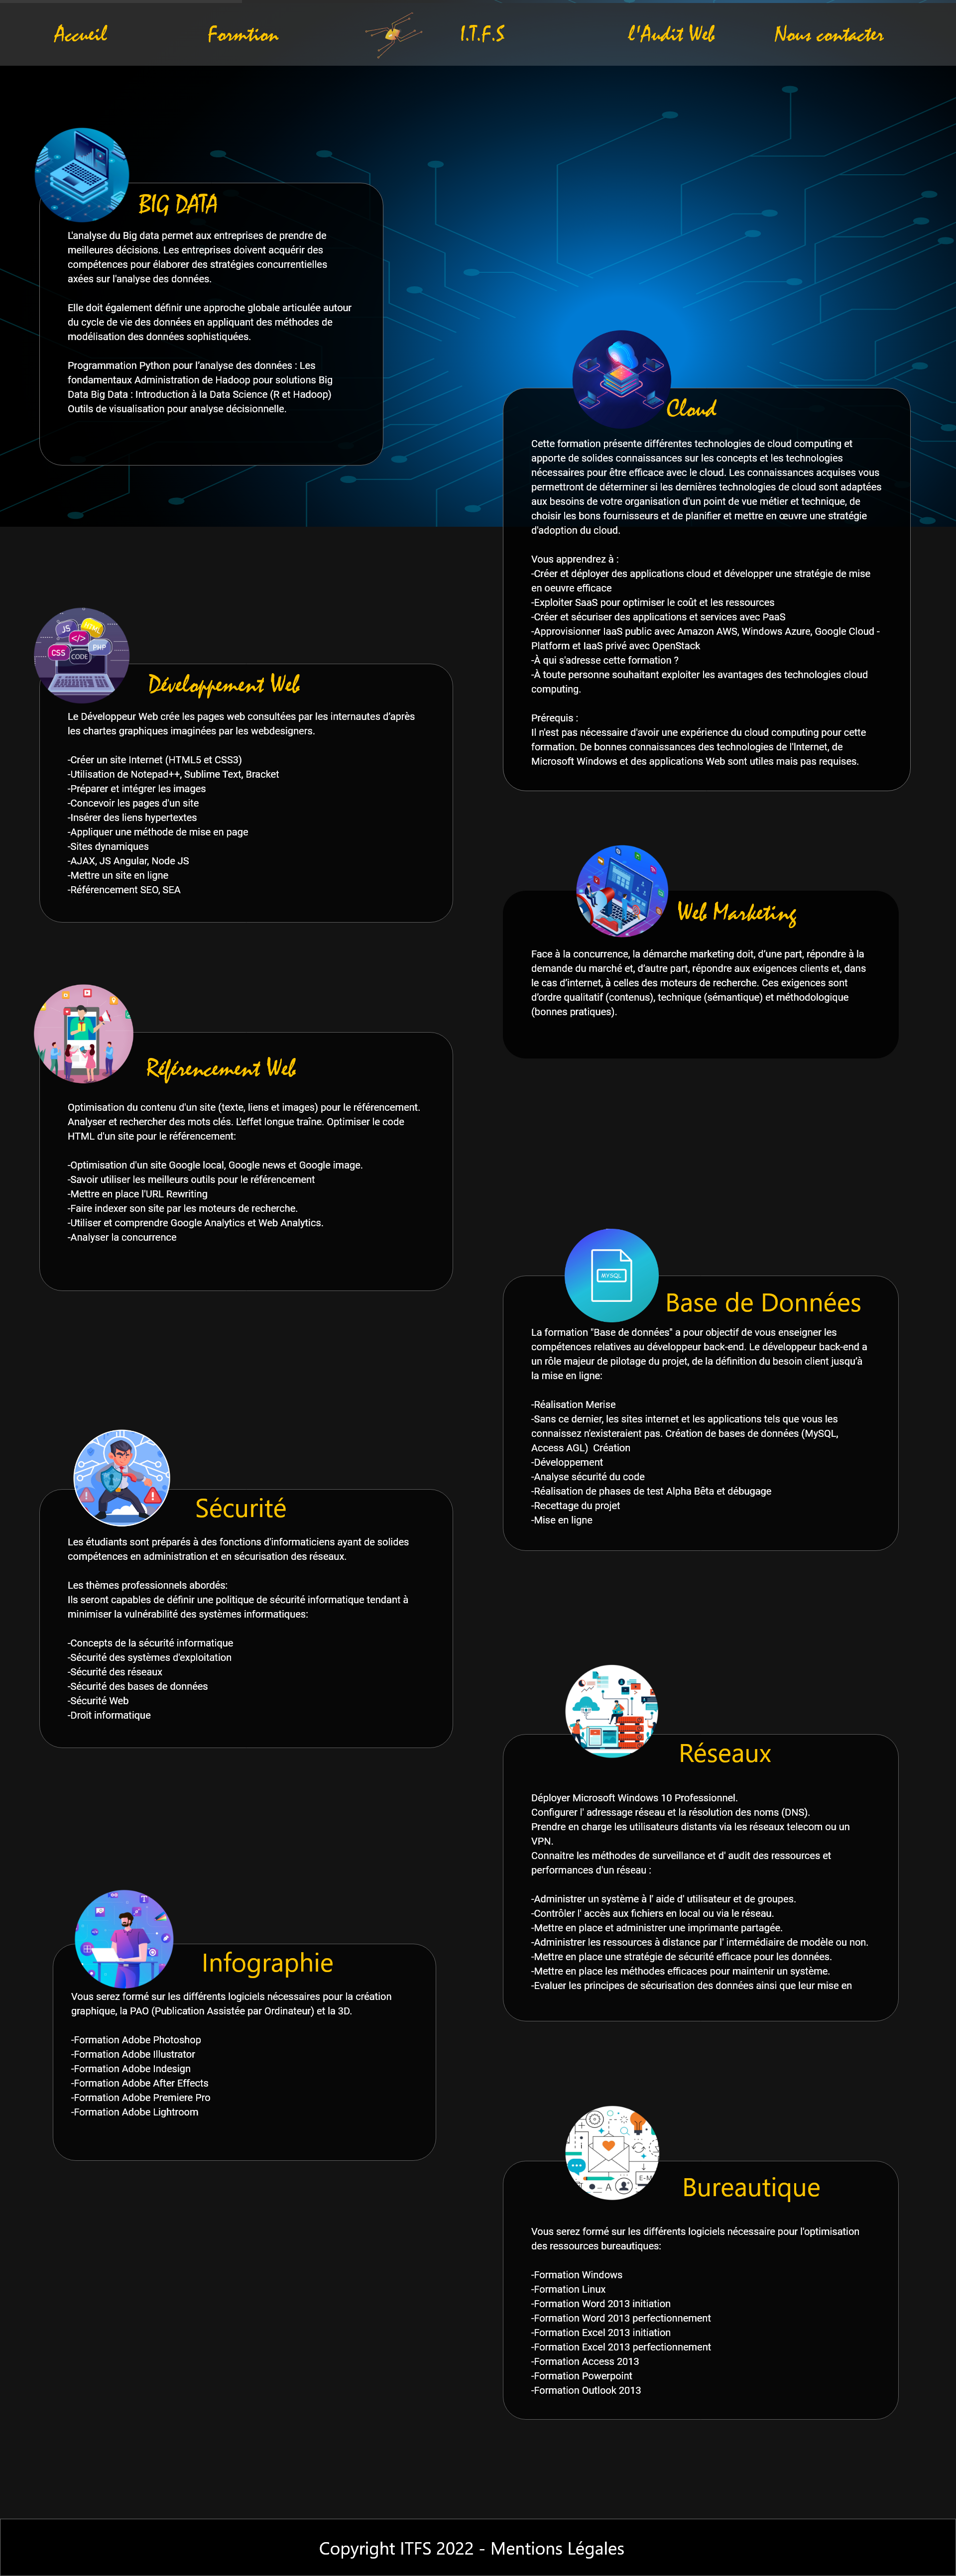 Accueil
Formtion
I.T.F.S
l'Audit Web
Nous contacter
BIG DATA
L'analyse du Big data permet aux entreprises de prendre de
meilleures décisions. Les entreprises doivent acquérir des
compétences pour élaborer des stratégies concurrentielles
axées sur l'analyse des données.
Elle doit également définir une approche globale articulée autour
du cycle de vie des données en appliquant des méthodes de
modélisation des données sophistiquées.
Programmation Python pour l'analyse des données : Les
fondamentaux Administration de Hadoop pour solutions Big
Data Big Data : Introduction à la Data Science (R et Hadoop)
Outils de visualisation pour analyse décisionnelle.
Cloud
Cette formation présente différentes technologies de cloud computing et
apporte de solides connaissances sur les concepts et les technologies
nécessaires pour être efficace avec le cloud. Les connaissances acquises vous
permettront de déterminer si les dernières technologies de cloud sont adaptées
aux besoins de votre organisation d'un point de vue métier et technique, de
choisir les bons fournisseurs et de planifier et mettre en œuvre une stratégie
d'adoption du cloud.
Vous apprendrez à :
-Créer et déployer des applications cloud et développer une stratégie de mise
en oeuvre efficace
-Exploiter SaaS pour optimiser le coût et les ressources
-Créer et sécuriser des applications et services avec PaaS
-Approvisionner IaaS public avec Amazon AWS, Windows Azure, Google Cloud -
Platform et IaaS privé avec OpenStack
-À qui s'adresse cette formation ?
-À toute personne souhaitant exploiter les avantages des technologies cloud
computing.
Prérequis :
Il n'est pas nécessaire d'avoir une expérience du cloud computing pour cette
formation. De bonnes connaissances des technologies de l'Internet, de
Microsoft Windows et des applications Web sont utiles mais pas requises.
JS
HTML
</>
PHP
CSS
CODE
Développement Web
Le Développeur Web crée les pages web consultées par les internautes d'après
les chartes graphiques imaginées par les webdesigners.
-Créer un site Internet (HTML5 et CSS3)
-Utilisation de Notepad++, Sublime Text, Bracket
-Préparer et intégrer les images
-Concevoir les pages d'un site
-Insérer des liens hypertextes
-Appliquer une méthode de mise en page
-Sites dynamiques
-AJAX, JS Angular, Node JS
-Mettre un site en ligne
-Référencement SEO, SEA
Web Marketing
Face à la concurrence, la démarche marketing doit, d'une part, répondre à la
demande du marché et, d'autre part, répondre aux exigences clients et, dans
le cas d'internet, à celles des moteurs de recherche. Ces exigences sont
d'ordre qualitatif (contenus), technique (sémantique) et méthodologique
(bonnes pratiques).
Référencement Web
Optimisation du contenu d'un site (texte, liens et images) pour le référencement.
Analyser et rechercher des mots clés. L'effet longue traîne. Optimiser le code
HTML d'un site pour le référencement:
-Optimisation d'un site Google local, Google news et Google image.
-Savoir utiliser les meilleurs outils pour le référencement
-Mettre en place l'URL Rewriting
-Faire indexer son site par les moteurs de recherche.
-Utiliser et comprendre Google Analytics et Web Analytics.
-Analyser la concurrence
MYSQL
Base de Données
La formation "Base de données" a pour objectif de vous enseigner les
compétences relatives au développeur back-end. Le développeur back-end a
un rôle majeur de pilotage du projet, de la définition du besoin client jusqu'à
la mise en ligne:
-Réalisation Merise
-Sans ce dernier, les sites internet et les applications tels que vous les
connaissez n'existeraient pas. Création de bases de données (MySQL,
Access AGL)  Création
-Développement
-Analyse sécurité du code
-Réalisation de phases de test Alpha Bêta et débugage
-Recettage du projet
-Mise en ligne
Sécurité
Les étudiants sont préparés à des fonctions d'informaticiens ayant de solides
compétences en administration et en sécurisation des réseaux.
Les thèmes professionnels abordés:
Ils seront capables de définir une politique de sécurité informatique tendant à
minimiser la vulnérabilité des systèmes informatiques:
-Concepts de la sécurité informatique
-Sécurité des systèmes d'exploitation
-Sécurité des réseaux
-Sécurité des bases de données
-Sécurité Web
-Droit informatique
Réseaux
Déployer Microsoft Windows 10 Professionnel.
Configurer l' adressage réseau et la résolution des noms (DNS).
Prendre en charge les utilisateurs distants via les réseaux telecom ou un
VPN.
Connaitre les méthodes de surveillance et d' audit des ressources et
performances d'un réseau :
-Administrer un système à l' aide d' utilisateur et de groupes.
-Contrôler l' accès aux fichiers en local ou via le réseau.
-Mettre en place et administrer une imprimante partagée.
-Administrer les ressources à distance par l' intermédiaire de modèle ou non.
-Mettre en place une stratégie de sécurité efficace pour les données.
-Mettre en place les méthodes efficaces pour maintenir un système.
-Evaluer les principes de sécurisation des données ainsi que leur mise en
T
Infographie
Vous serez formé sur les différents logiciels nécessaires pour la création
graphique, la PAO (Publication Assistée par Ordinateur) et la 3D.
-Formation Adobe Photoshop
-Formation Adobe Illustrator
-Formation Adobe Indesign
-Formation Adobe After Effects
-Formation Adobe Premiere Pro
-Formation Adobe Lightroom
A
E-M
Bureautique
Vous serez formé sur les différents logiciels nécessaire pour l'optimisation
des ressources bureautiques:
-Formation Windows
-Formation Linux
-Formation Word 2013 initiation
-Formation Word 2013 perfectionnement
-Formation Excel 2013 initiation
-Formation Excel 2013 perfectionnement
-Formation Access 2013
-Formation Powerpoint
-Formation Outlook 2013
Copyright ITFS 2022 - Mentions Légales